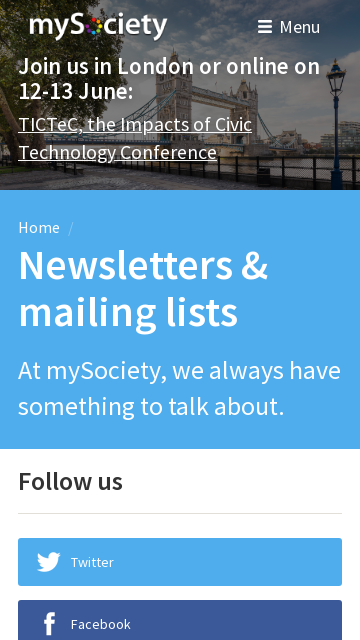 mySociety
Menu
Join us in London or online on
12-13 June:
TICTeC, the Impacts of Civic
Technology Conference
Home /
Newsletters &
mailing lists
At mySociety, we always have
something to talk about.
Follow us
Twitter
Facebook